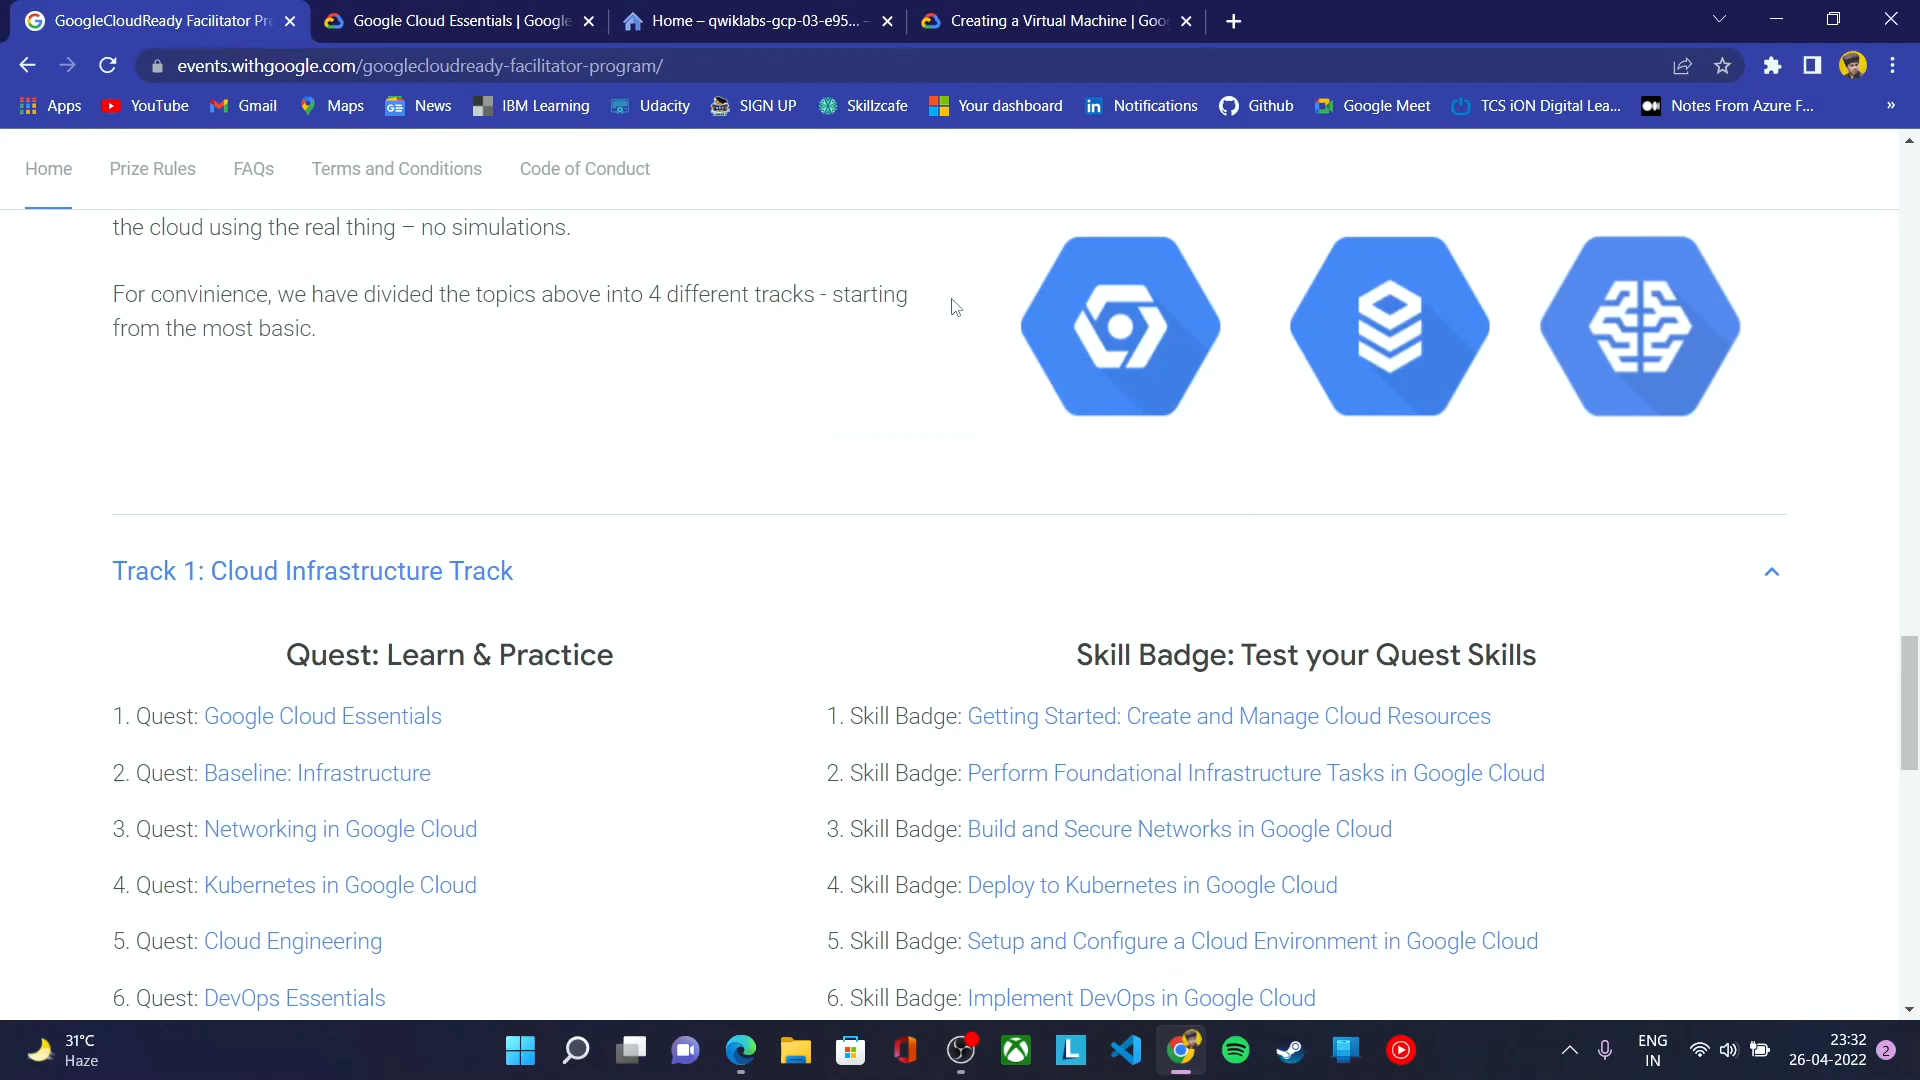 GoogleCloudReady Facilitator Pro
Google Cloud Essentials | Google
Home – qwiklabs-gcp-03-e95... –
Creating a Virtual Machine | Goo
events.withgoogle.com/googlecloudready-facilitator-program/
Apps
YouTube
Gmail
Maps
News
IBM Learning
Udacity
SIGN UP
Skillzcafe
Your dashboard
Notifications
Github
Google Meet
TCS iON Digital Lea...
Notes From Azure F...
»
Home
Prize Rules
FAQs
Terms and Conditions
Code of Conduct
the cloud using the real thing – no simulations.
For convinience, we have divided the topics above into 4 different tracks - starting
from the most basic.
Track 1: Cloud Infrastructure Track
Quest: Learn & Practice
1. Quest: Google Cloud Essentials
2. Quest: Baseline: Infrastructure
3. Quest: Networking in Google Cloud
4. Quest: Kubernetes in Google Cloud
5. Quest: Cloud Engineering
6. Quest: DevOps Essentials
Skill Badge: Test your Quest Skills
1. Skill Badge: Getting Started: Create and Manage Cloud Resources
2. Skill Badge: Perform Foundational Infrastructure Tasks in Google Cloud
3. Skill Badge: Build and Secure Networks in Google Cloud
4. Skill Badge: Deploy to Kubernetes in Google Cloud
5. Skill Badge: Setup and Configure a Cloud Environment in Google Cloud
6. Skill Badge: Implement DevOps in Google Cloud
31°C
Haze
ENG
IN
23:32
26-04-2022
2